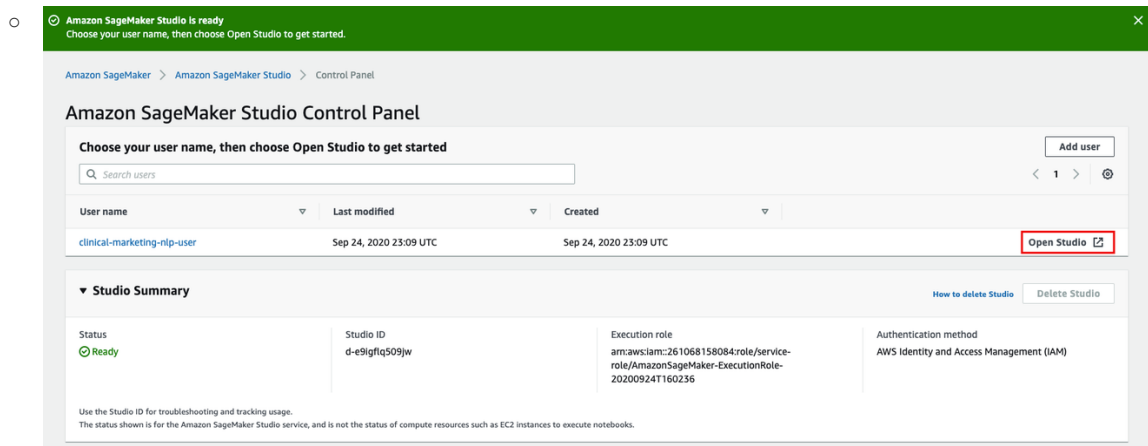 Amazon SageMaker Studio is ready
Choose your user name, then choose Open Studio to get started.
Amazon SageMaker > Amazon SageMaker Studio > Control Panel
Amazon SageMaker Studio Control Panel
Choose your user name, then choose Open Studio to get started
Add user
Search users
< 1 >
User name Last modified Created
clinical-marketing-nlp-user Sep 24, 2020 23:09 UTC Sep 24, 2020 23:09 UTC Open Studio
Studio Summary
How to delete Studio Delete Studio
Status Studio ID Execution role Authentication method
Ready d-e9igflq509jw arn:aws:iam::261068158084:role/service- AWS Identity and Access Management (IAM)
role/AmazonSageMaker-ExecutionRole-
20200924T160236
Use the Studio ID for troubleshooting and tracking usage.
The status shown is for the Amazon SageMaker Studio service, and is not the status of compute resources such as EC2 instances to execute notebooks.